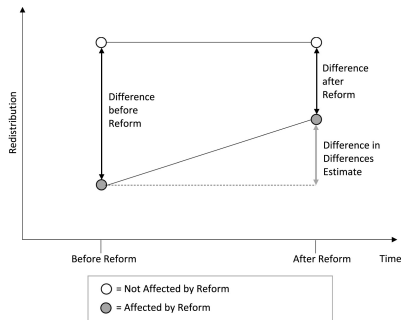 Redistribution
Difference
before
Reform
Difference
after
Reform
Difference in
Differences
Estimate
Before Reform
After Reform
Time
= Not Affected by Reform
= Affected by Reform